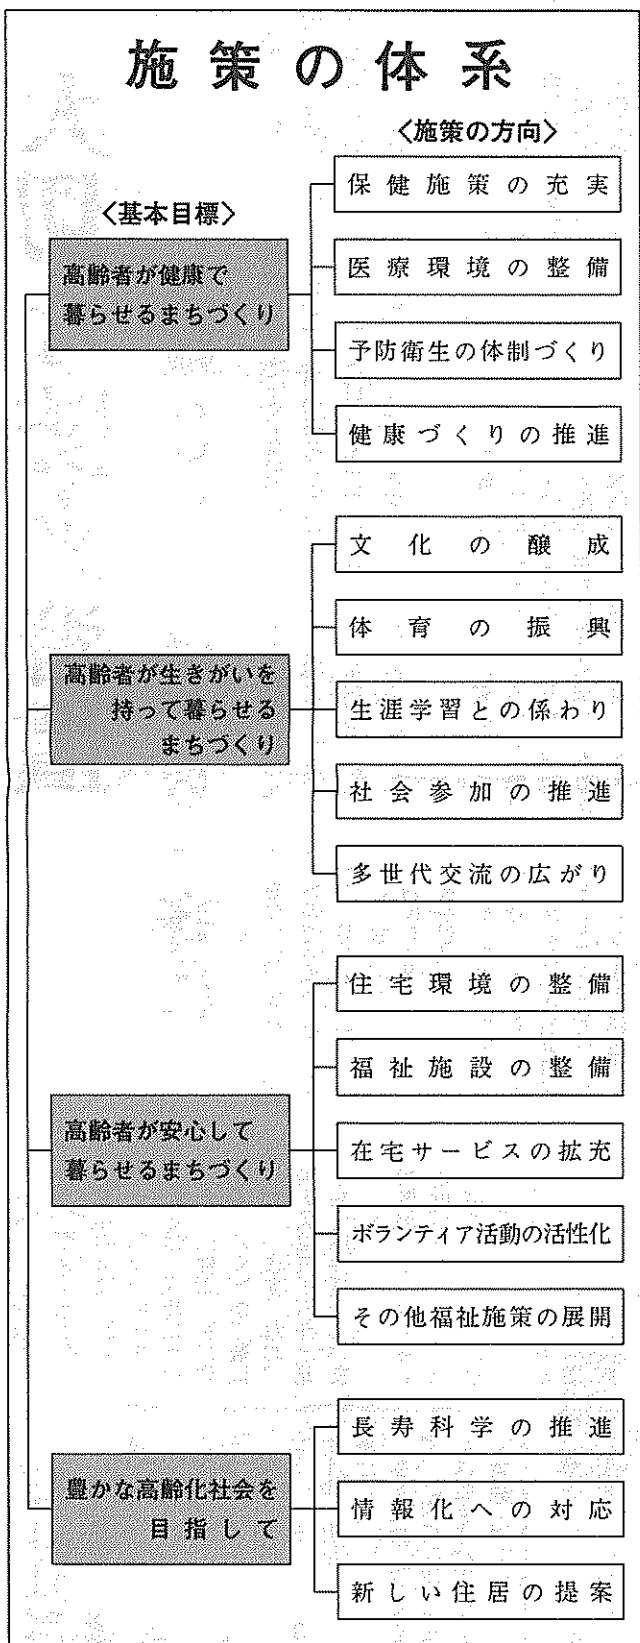 施策の体系
〈施策の方向〉
〈基本目標〉
高齢者が健康で
暮らせるまちづくり
保健施策の充実
医療環境の整備
予防衛生の体制づくり
健康づくりの推進
高齢者が生きがいを
持って暮らせる
まちづくり
文化の醸成
体育の振興
生涯学習との係わり
社会参加の推進
多世代交流の広がり
高齢者が安心して
暮らせるまちづくり
住宅環境の整備
福祉施設の整備
在宅サービスの拡充
ボランティア活動の活性化
その他福祉施策の展開
豊かな高齢化社会を
目指して
長寿科学の推進
情報化への対応
新しい住居の提案